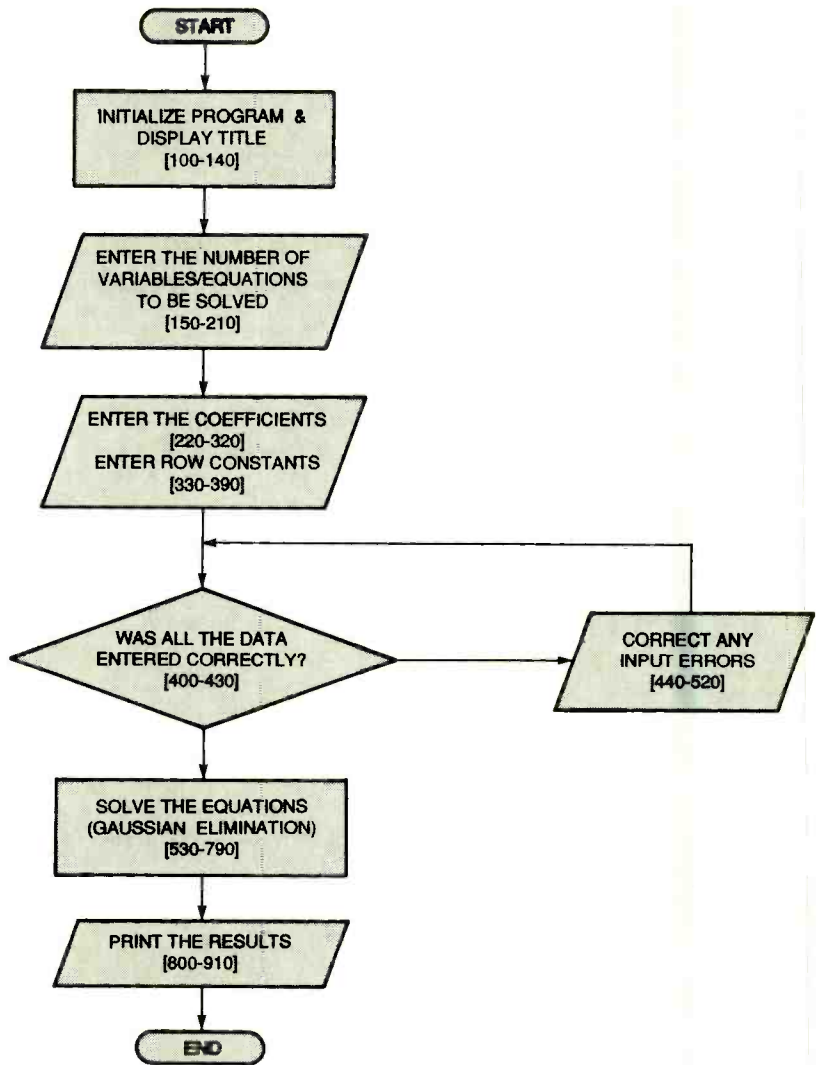 START
INITIALIZE PROGRAM &
DISPLAY TITLE
[100-140]
ENTER THE NUMBER OF
VARIABLES/EQUATIONS
TO BE SOLVED
[150-210]
ENTER THE COEFFICIENTS
[220-320]
ENTER ROW CONSTANTS
[330-390]
WAS ALL THE DATA
ENTERED CORRECTLY?
[400-430]
CORRECT ANY
INPUT ERRORS
[440-520]
SOLVE THE EQUATIONS
(GAUSSIAN ELIMINATION)
[530-790]
PRINT THE RESULTS
[800-910]
END